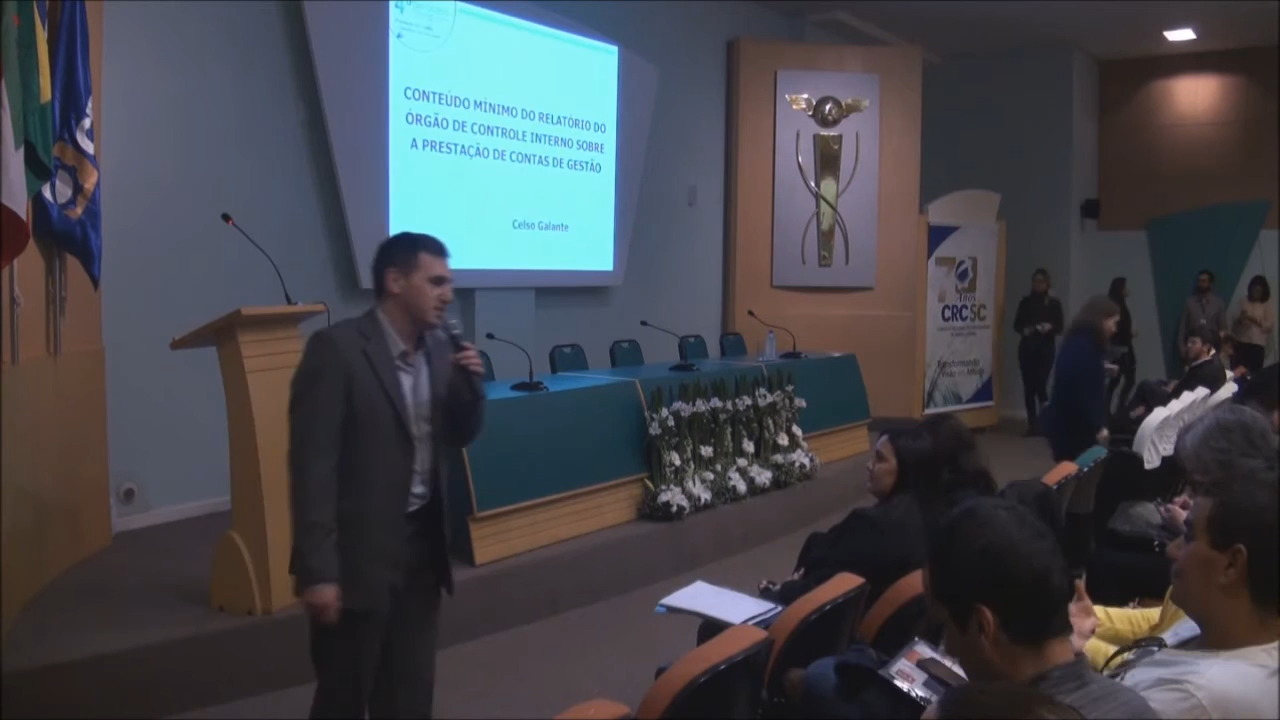 4º
CONTEÚDO MÍNIMO DO RELATÓRIO DO
ÓRGÃO DE CONTROLE INTERNO SOBRE
A PRESTAÇÃO DE CONTAS DE GESTÃO
Celso Galante
Anos
CRCSC